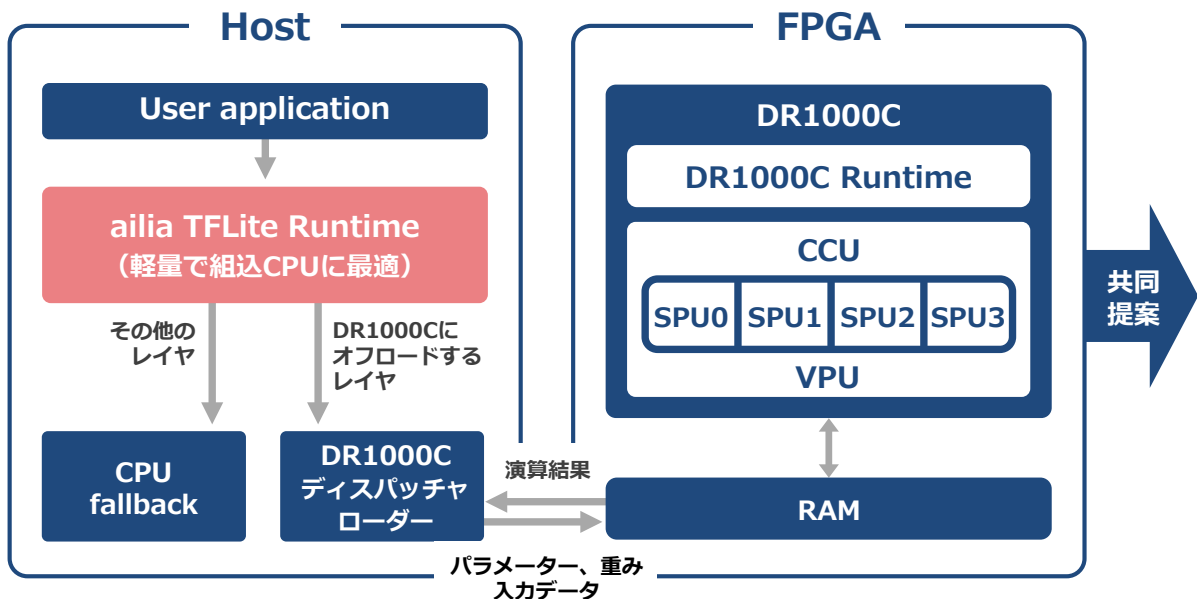 Host
User application
ailia TFLite Runtime
（軽量で組込CPUに最適）
その他の
レイヤ
DR1000Cに
オフロードする
レイヤ
CPU
fallback
DR1000C
ディスパッチャ
ローダー
演算結果
パラメーター、重み
入力データ
FPGA
DR1000C
DR1000C Runtime
CCU
SPU0 SPU1 SPU2 SPU3
VPU
RAM
共同
提案